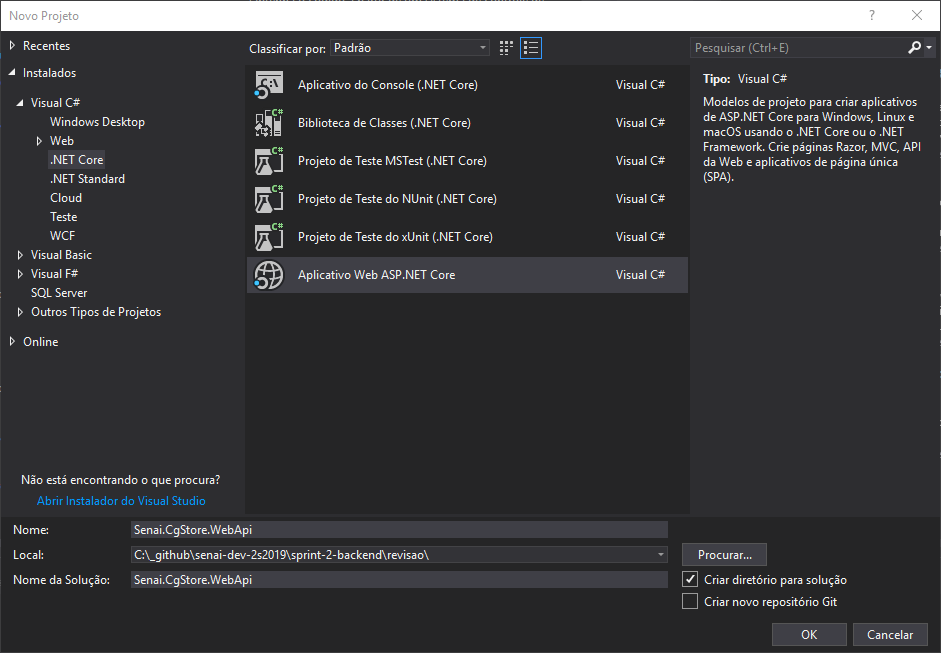 Novo Projeto
?
Recentes
Instalados
Visual C#
Windows Desktop
Web
.NET Core
.NET Standard
Cloud
Teste
WCF
Visual Basic
Visual F#
SQL Server
Outros Tipos de Projetos
Online
Não está encontrando o que procura?
Abrir Instalador do Visual Studio
Classificar por: Padrão
Aplicativo do Console (.NET Core) Visual C#
Biblioteca de Classes (.NET Core) Visual C#
Projeto de Teste MSTest (.NET Core) Visual C#
Projeto de Teste do NUnit (.NET Core) Visual C#
Projeto de Teste do xUnit (.NET Core) Visual C#
Aplicativo Web ASP.NET Core Visual C#
Pesquisar (Ctrl+E)
Tipo: Visual C#
Modelos de projeto para criar aplicativos
de ASP.NET Core para Windows, Linux e
macOS usando o .NET Core ou o .NET
Framework. Crie páginas Razor, MVC, API
da Web e aplicativos de página única
(SPA).
Nome: Senai.CgStore.WebApi
Local: C:\_github\senai-dev-2s2019\sprint-2-backend\revisao\
Procurar...
Nome da Solução: Senai.CgStore.WebApi
Criar diretório para solução
Criar novo repositório Git
OK
Cancelar